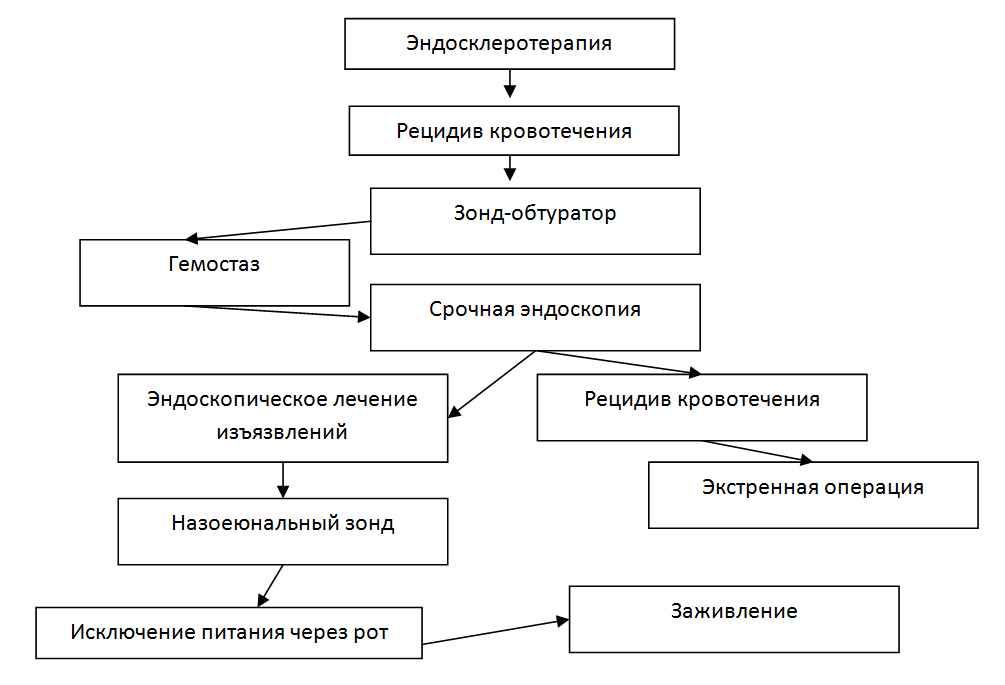 Эндосклеротерапия
Рецидив кровотечения
Зонд-обтуратор
Гемостаз
Срочная эндоскопия
Эндоскопическое лечение
изъязвлений
Рецидив кровотечения
Экстренная операция
Назоеюнальный зонд
Исключение питания через рот
Заживление